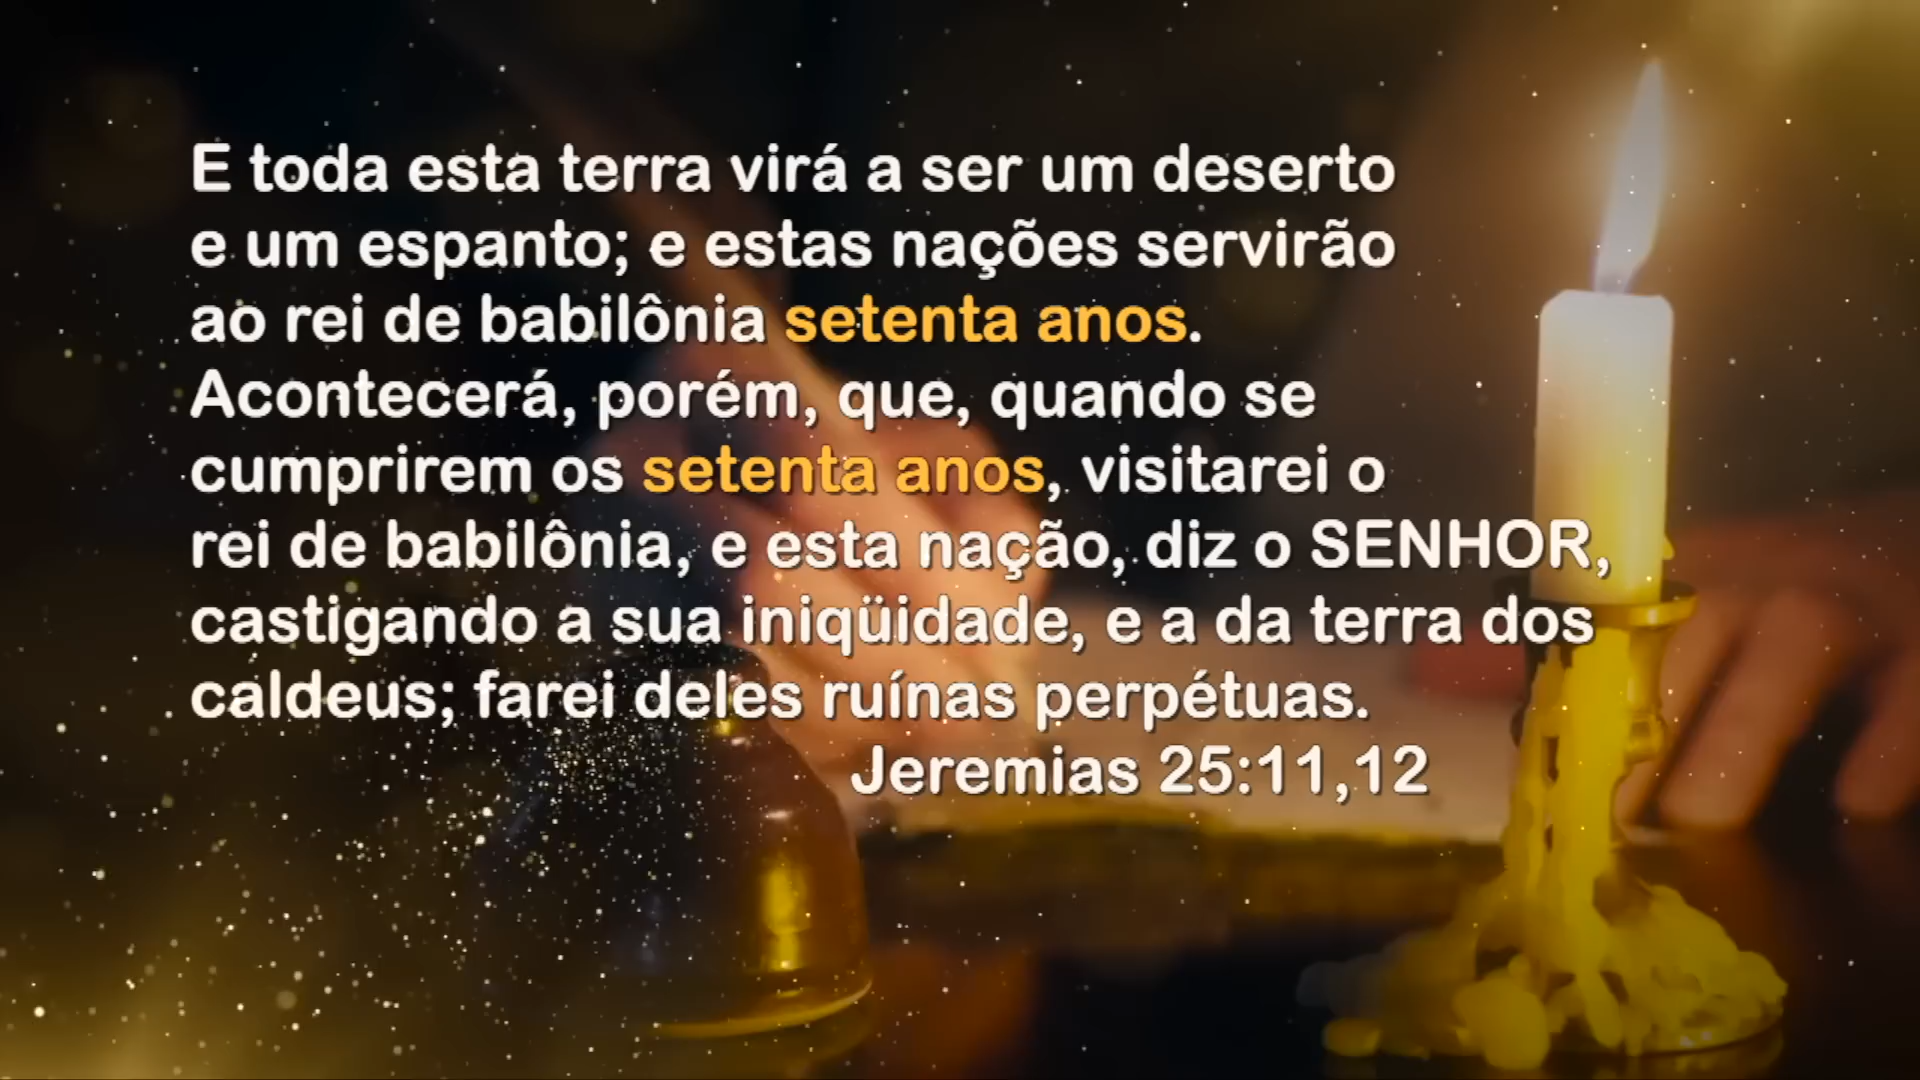 E toda esta terra virá a ser um deserto
e um espanto; e estas nações servirão
ao rei de babilônia setenta anos.
Acontecerá, porém, que, quando se
cumprirem os setenta anos, visitarei o
rei de babilônia, e esta nação, diz o SENHOR,
castigando a sua iniqüidade, e a da terra dos
caldeus; farei deles ruínas perpétuas.
Jeremias 25:11,12